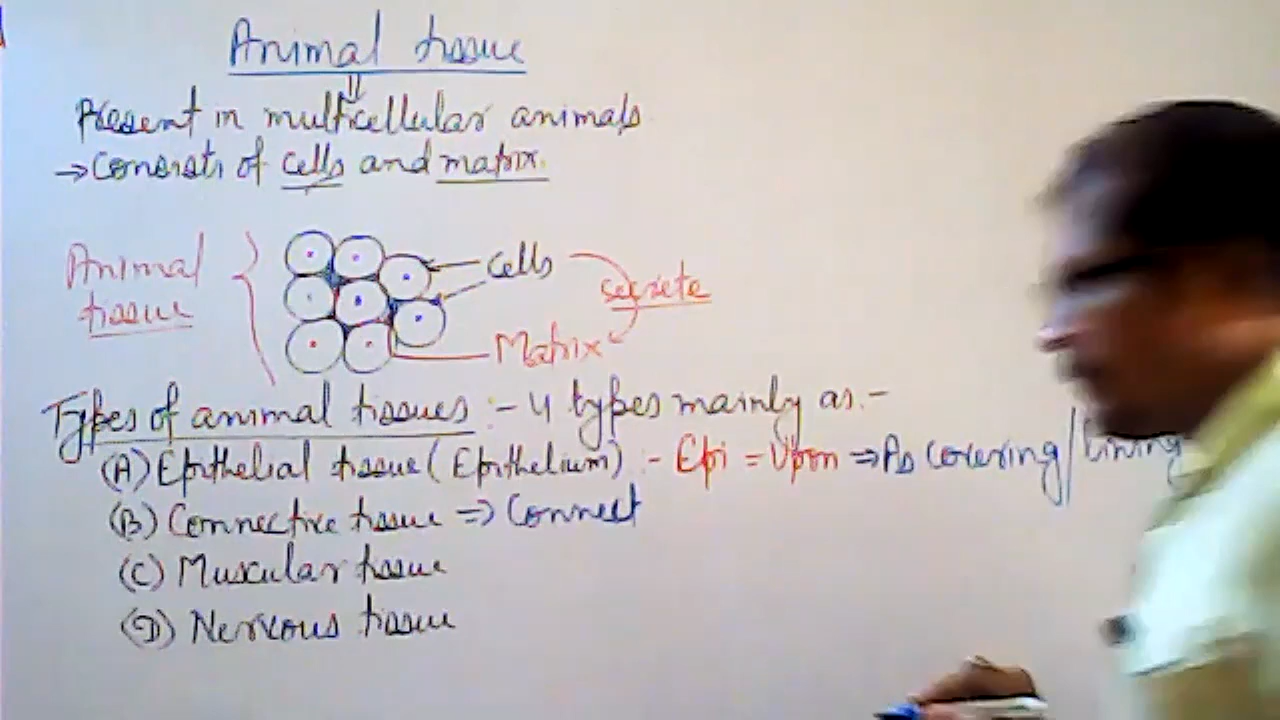 Animal tissue
Present in multicellular animals
→ Consists of cells and matrix.
Animal tissue
Cells
secrete
Matrix
Types of animal tissues :- 4 types mainly as :-
(A) Epithelial tissue (Epithelium) :- Epi = Upon ⇒ As covering/lining
(B) Connective tissue ⇒ Connect
(C) Muscular tissue
(D) Nervous tissue